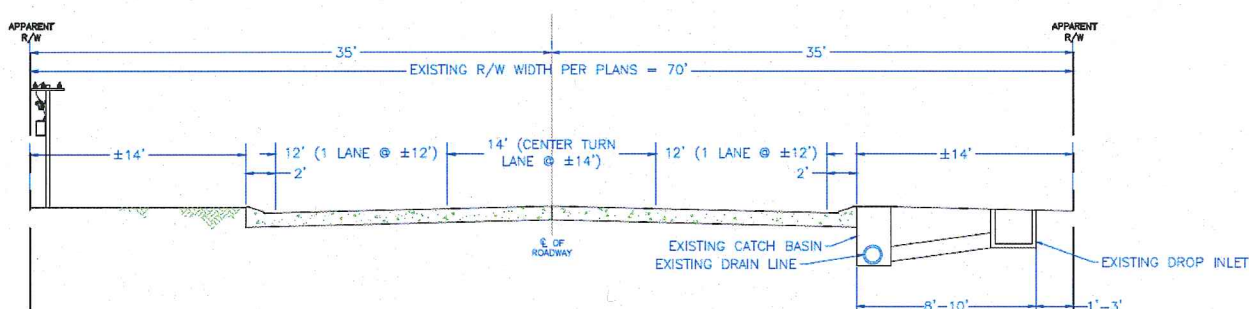 APPARENT
R/W
APPARENT
R/W
35'
35'
EXISTING R/W WIDTH PER PLANS = 70'
±14'
12' (1 LANE @ ±12')
14' (CENTER TURN
LANE @ ±14')
12' (1 LANE @ ±12')
±14'
2'
2'
℄ OF
ROADWAY
EXISTING CATCH BASIN
EXISTING DRAIN LINE
EXISTING DROP INLET
8'-10'
1'-3'